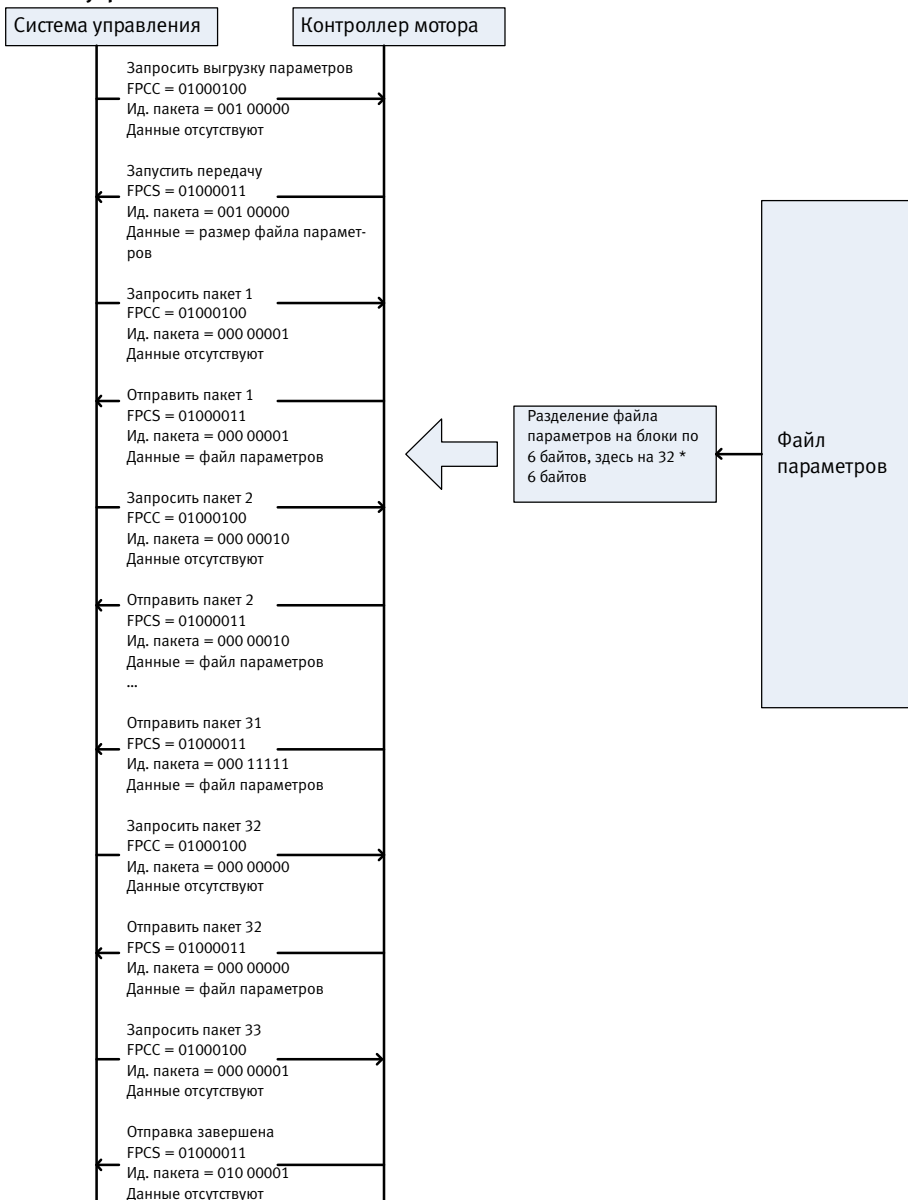 Система управления
Контроллер мотора
Запросить выгрузку параметров
FPCC = 01000100
Ид. пакета = 001 00000
Данные отсутствуют
Запустить передачу
FPCS = 01000011
Ид. пакета = 001 00000
Данные = размер файла парамет-
ров
Запросить пакет 1
FPCC = 01000100
Ид. пакета = 000 00001
Данные отсутствуют
Отправить пакет 1
FPCS = 01000011
Ид. пакета = 000 00001
Данные = файл параметров
Запросить пакет 2
FPCC = 01000100
Ид. пакета = 000 00010
Данные отсутствуют
Отправить пакет 2
FPCS = 01000011
Ид. пакета = 000 00010
Данные = файл параметров
...
Отправить пакет 31
FPCS = 01000011
Ид. пакета = 000 11111
Данные = файл параметров
Запросить пакет 32
FPCC = 01000100
Ид. пакета = 000 00000
Данные отсутствуют
Отправить пакет 32
FPCS = 01000011
Ид. пакета = 000 00000
Данные = файл параметров
Запросить пакет 33
FPCC = 01000100
Ид. пакета = 000 00001
Данные отсутствуют
Отправка завершена
FPCS = 01000011
Ид. пакета = 010 00001
Данные отсутствуют
Разделение файла
параметров на блоки по
6 байтов, здесь на 32 *
6 байтов
Файл
параметров